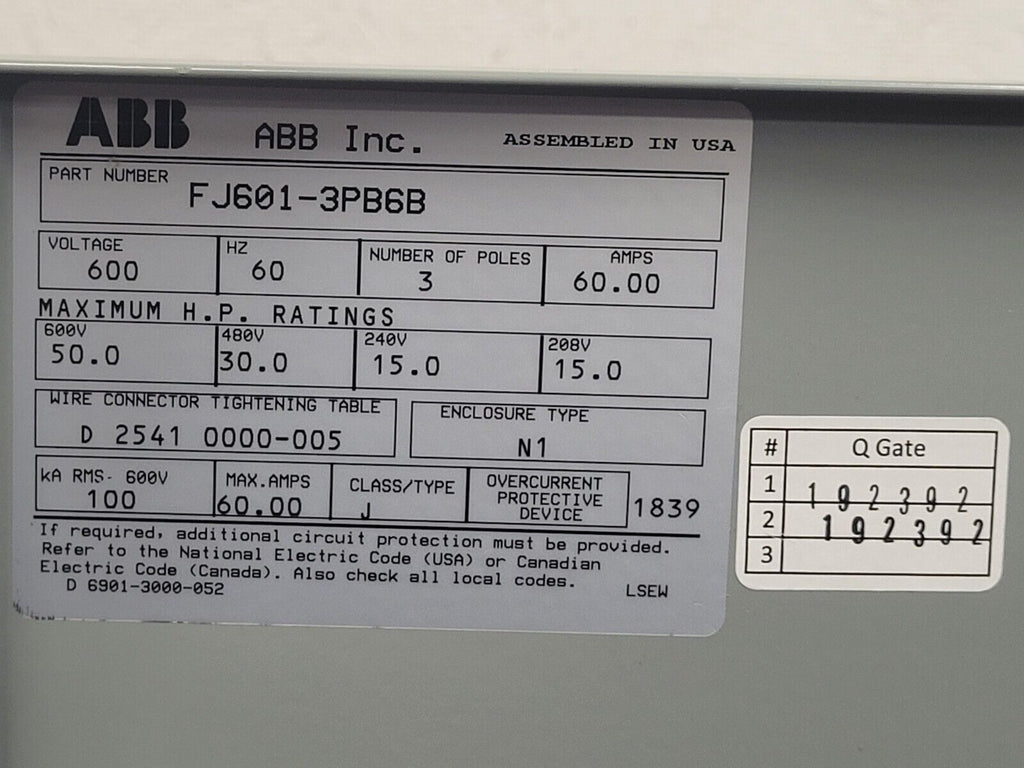 ABB ABB Inc. ASSEMBLED IN USA
PART NUMBER
FJ601-3PB6B
VOLTAGE HZ NUMBER OF POLES AMPS
600 60 3 60.00
MAXIMUM H.P. RATINGS
600V 480V 240V 208V
50.0 30.0 15.0 15.0
WIRE CONNECTOR TIGHTENING TABLE ENCLOSURE TYPE
D 2541 0000-005 N1
kA RMS- 600V MAX.AMPS CLASS/TYPE OVERCURRENT
PROTECTIVE
DEVICE
100 60.00 J 1839
If required, additional circuit protection must be provided.
Refer to the National Electric Code (USA) or Canadian
Electric Code (Canada). Also check all local codes.
D 6901-3000-052 LSEW
# Q Gate
1 192392
2 192392
3